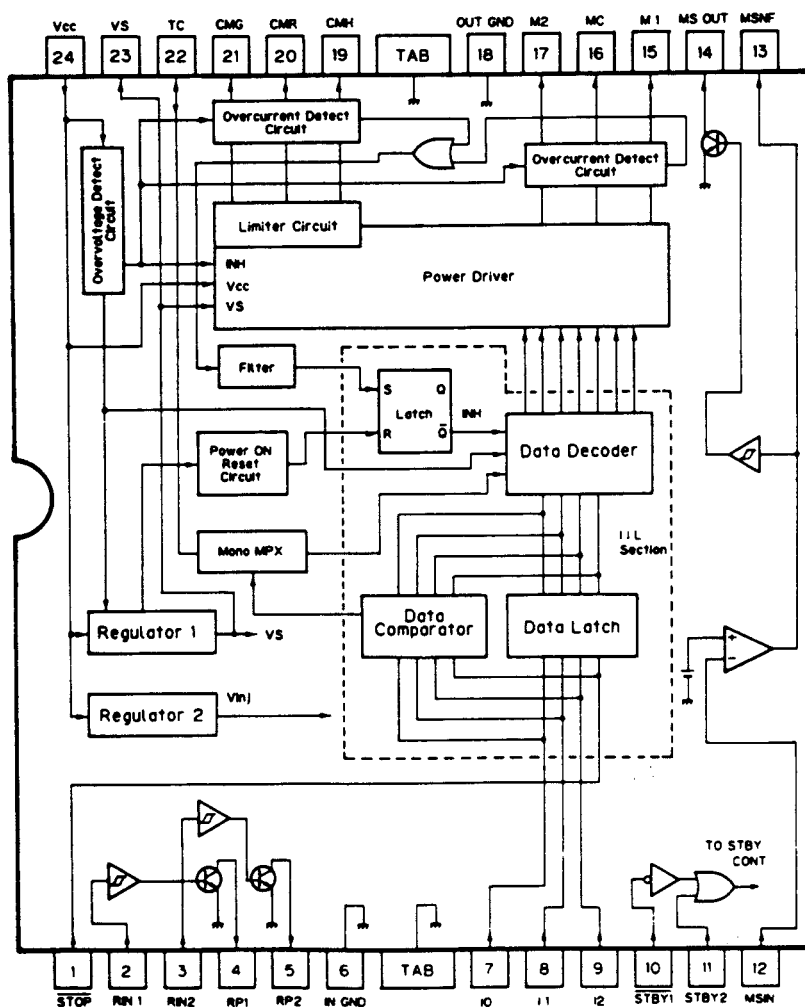 Vcc VS TC CMG CMR CMH OUT GND M2 MC M1 MS OUT MSNF
24 23 22 21 20 19 TAB 18 17 16 15 14 13
Overcurrent Detect
Circuit
Overcurrent Detect
Circuit
Overvoltage Detect
Circuit
Limiter Circuit
INH
Vcc
VS
Power Driver
Filter
S Q
Latch
R Q̅
INH
Power ON
Reset
Circuit
Data Decoder
Mono MPX
IIL
Section
Data
Comparator
Data Latch
Regulator 1
VS
+
−
Regulator 2
Vinj
TO STBY
CONT
1 2 3 4 5 6 TAB 7 8 9 10 11 12
S̅T̅O̅P̅ RIN1 RIN2 RP1 RP2 IN GND I0 I1 I2 S̅T̅B̅Y̅1̅ STBY2 MSIN